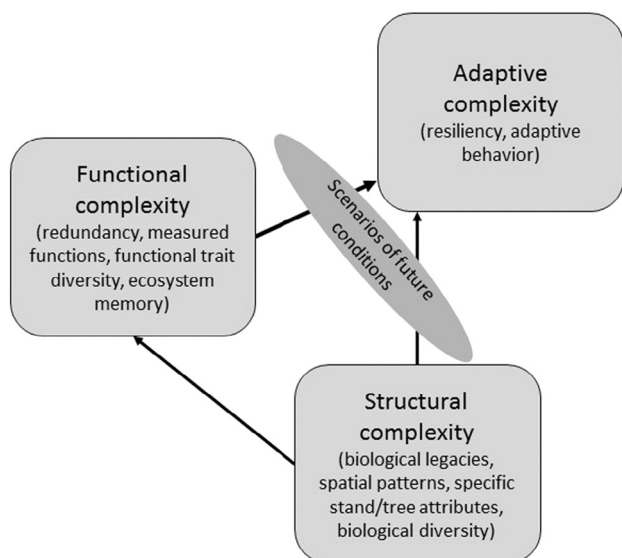 Adaptive
complexity
(resiliency, adaptive
behavior)
Functional
complexity
(redundancy, measured
functions, functional trait
diversity, ecosystem
memory)
Scenarios of future
conditions
Structural
complexity
(biological legacies,
spatial patterns, specific
stand/tree attributes,
biological diversity)